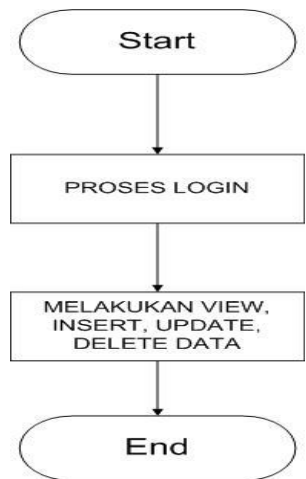 Start
PROSES LOGIN
MELAKUKAN VIEW,
INSERT, UPDATE,
DELETE DATA
End